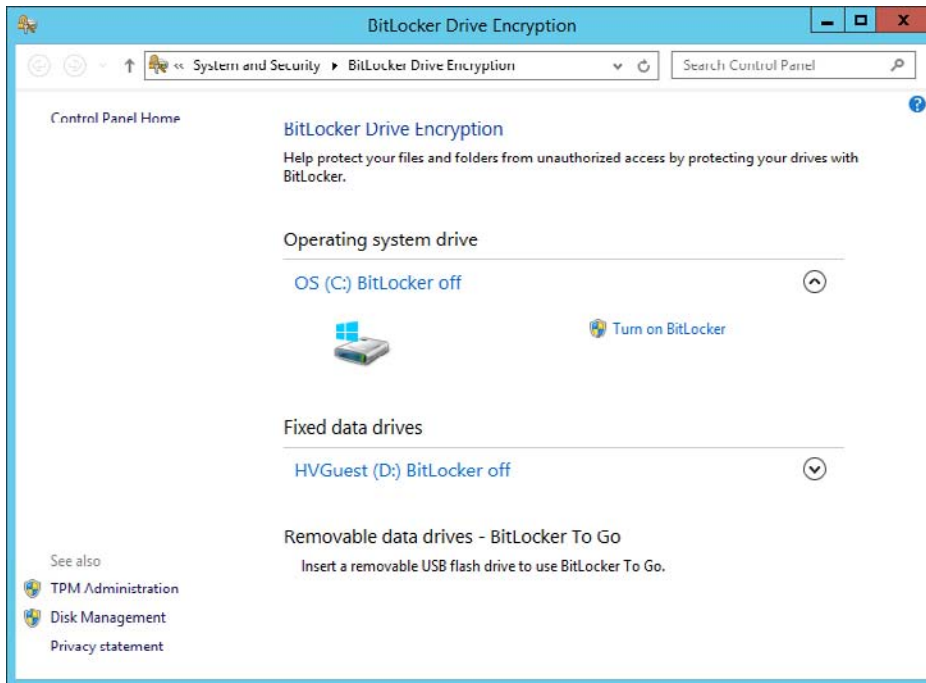 BitLocker Drive Encryption
« System and Security ▸ BitLocker Drive Encryption
Search Control Panel
Control Panel Home
BitLocker Drive Encryption
Help protect your files and folders from unauthorized access by protecting your drives with
BitLocker.
Operating system drive
OS (C:) BitLocker off
Turn on BitLocker
Fixed data drives
HVGuest (D:) BitLocker off
Removable data drives - BitLocker To Go
Insert a removable USB flash drive to use BitLocker To Go.
See also
TPM Administration
Disk Management
Privacy statement